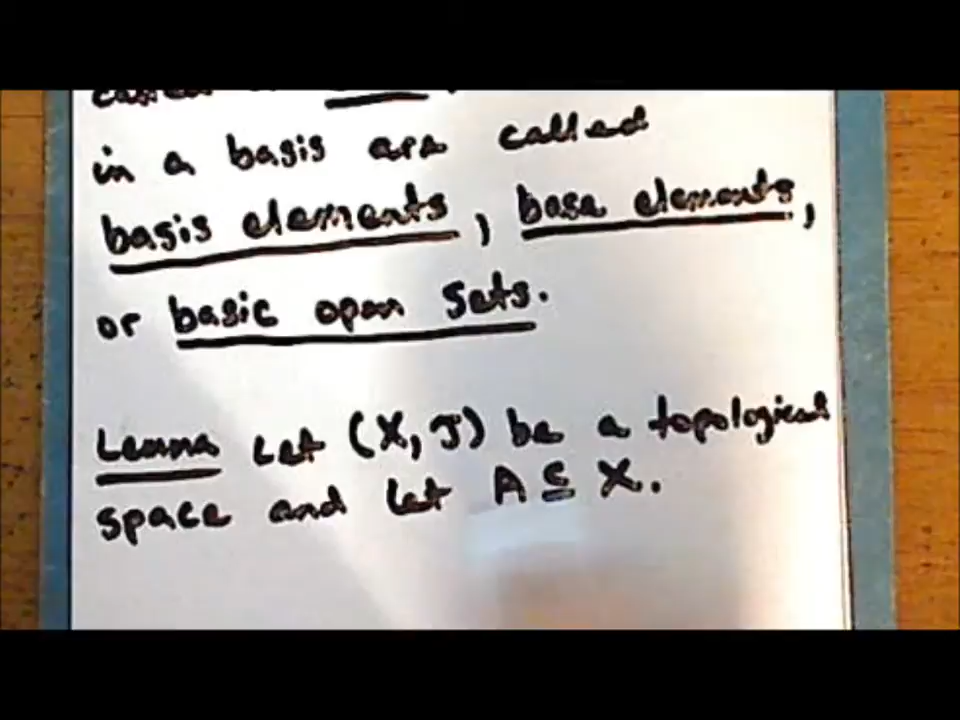 in a basis are called
basis elements, base elements,
or basic open sets.
Lemma Let (X, J) be a topological
space and let A ⊆ X.